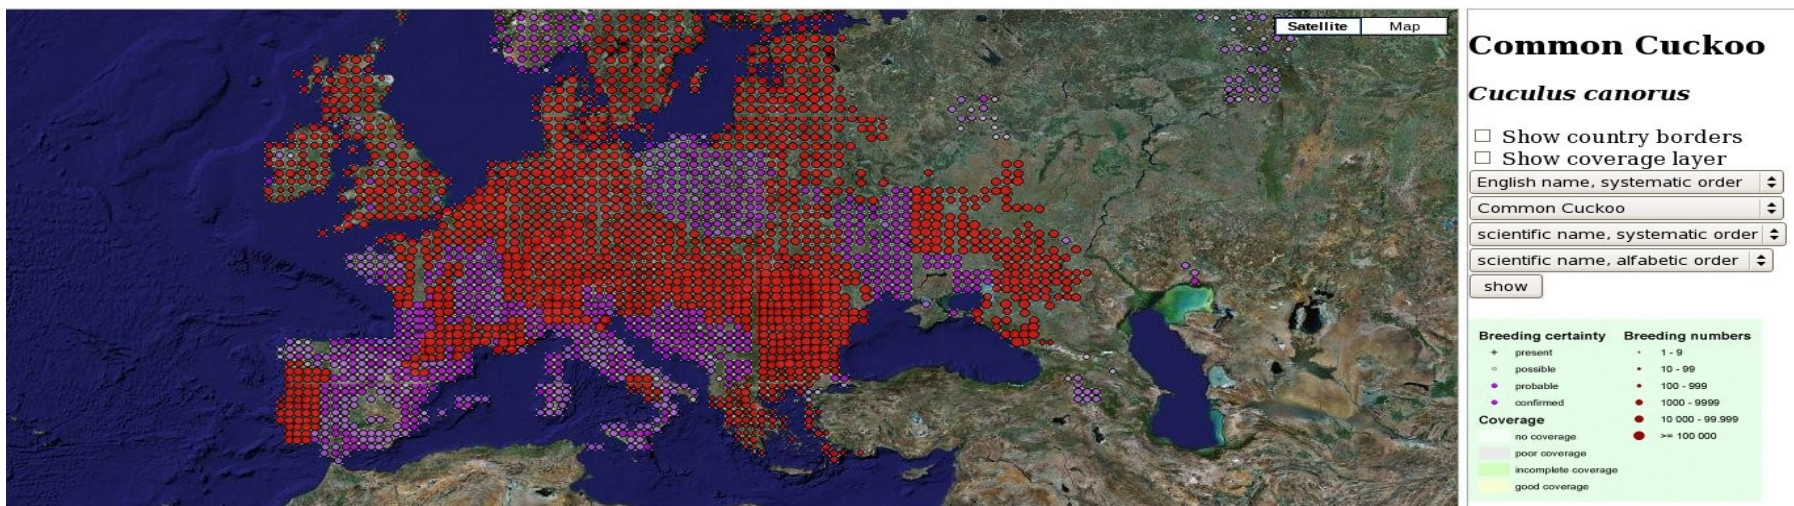 Satellite
Map
Common Cuckoo
Cuculus canorus
Show country borders
Show coverage layer
English name, systematic order
Common Cuckoo
scientific name, systematic order
scientific name, alfabetic order
show
Breeding certainty
present
possible
probable
confirmed
Coverage
no coverage
poor coverage
incomplete coverage
good coverage
Breeding numbers
1 - 9
10 - 99
100 - 999
1000 - 9999
10 000 - 99.999
>= 100 000